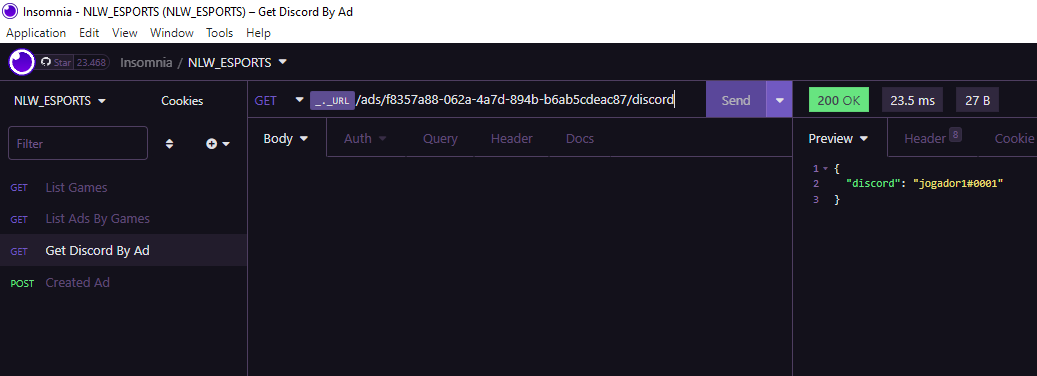 Insomnia - NLW_ESPORTS (NLW_ESPORTS) – Get Discord By Ad
Application Edit View Window Tools Help
Star 23.468 Insomnia / NLW_ESPORTS
NLW_ESPORTS Cookies
GET _._URL/ads/f8357a88-062a-4a7d-894b-b6ab5cdeac87/discord Send 200 OK 23.5 ms 27 B
Filter
Body Auth Query Header Docs
Preview Header 8 Cookie
1 {
2 "discord": "jogador1#0001"
3 }
GET List Games
GET List Ads By Games
GET Get Discord By Ad
POST Created Ad